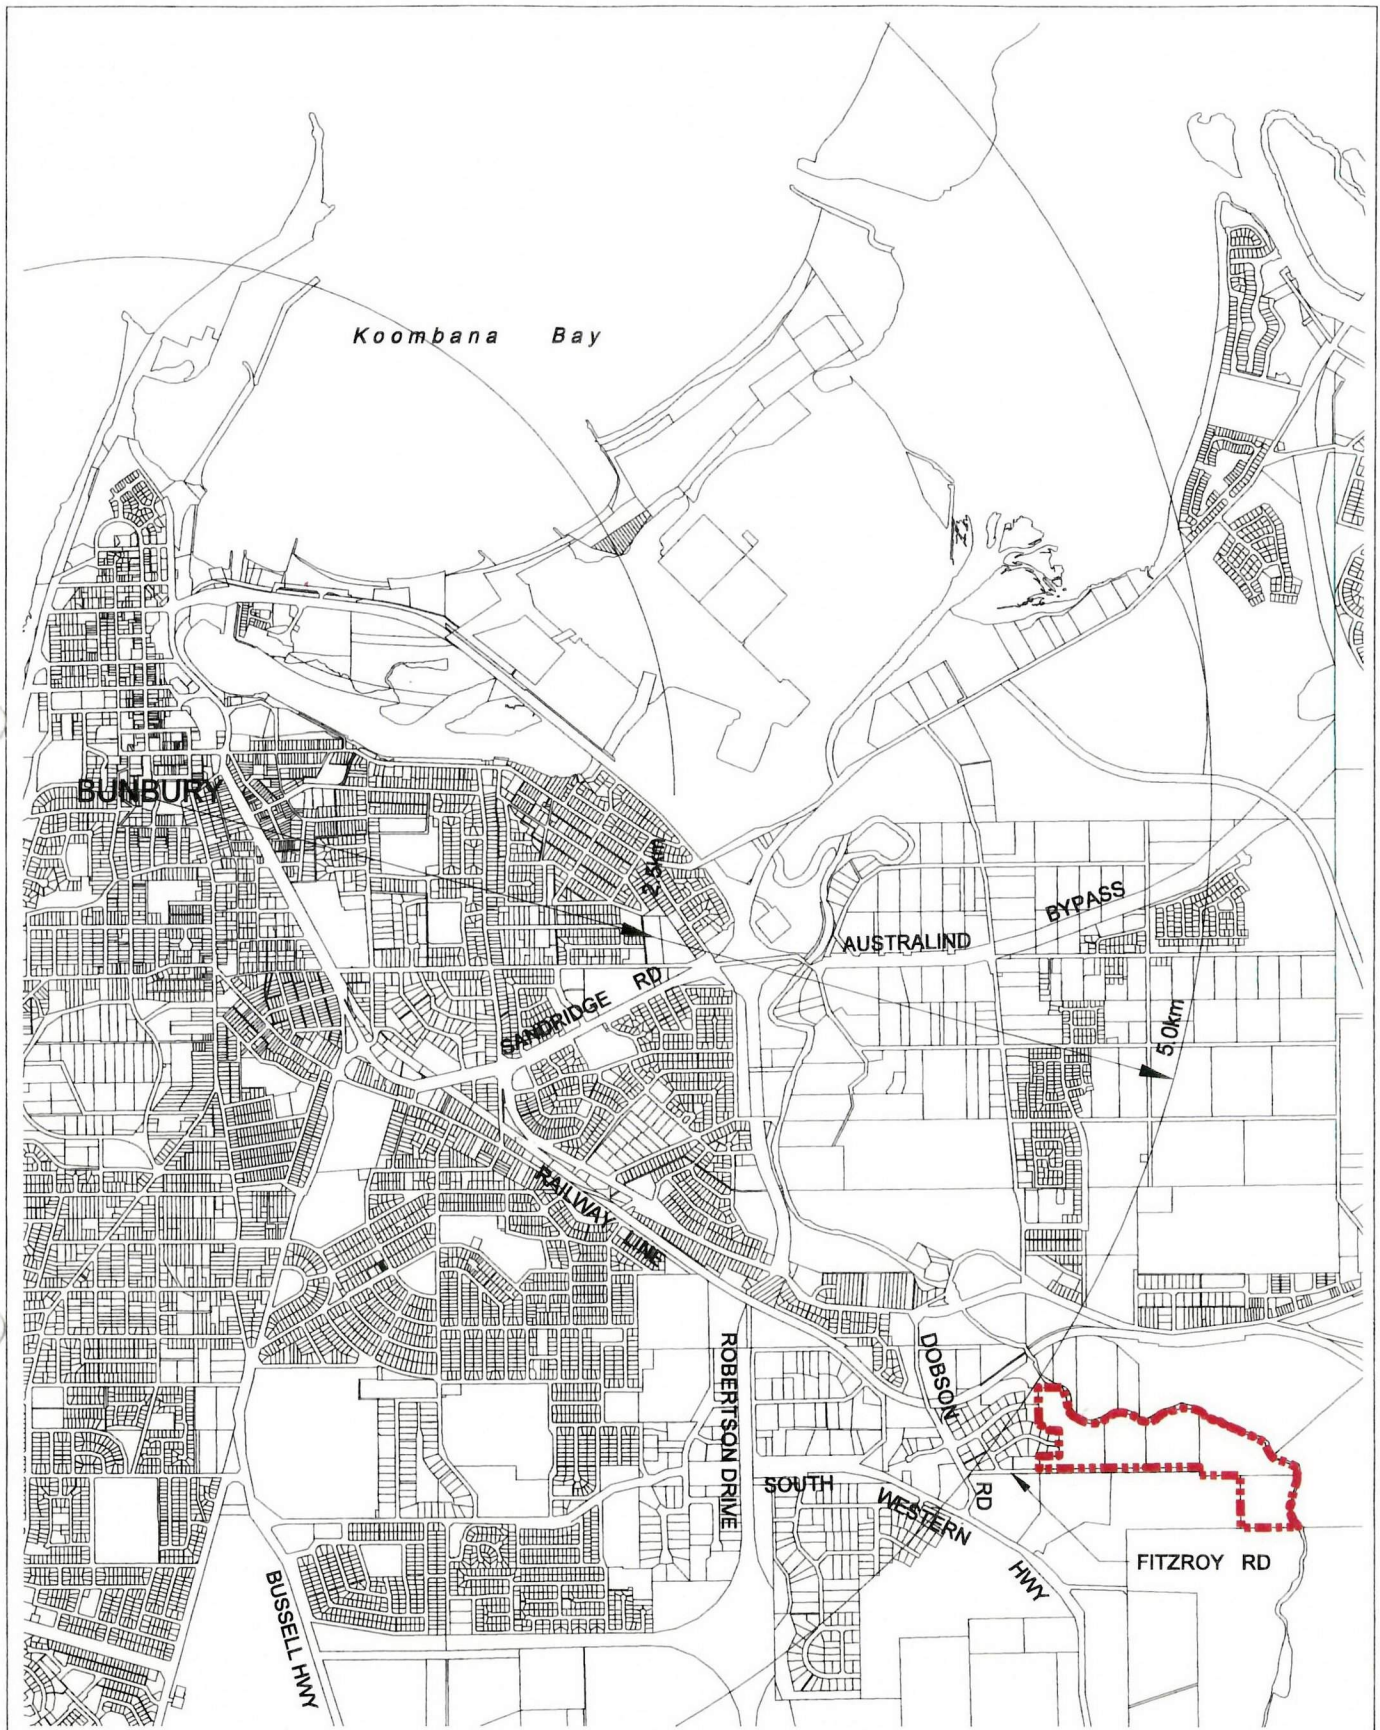 Koombana Bay
BUNBURY
2.5km
BYPASS
AUSTRALIND
SANDRIDGE RD
5.0km
RAILWAY LINE
ROBERTSON DRIVE
DOBSON RD
SOUTH WESTERN HWY
FITZROY RD
BUSSELL HWY